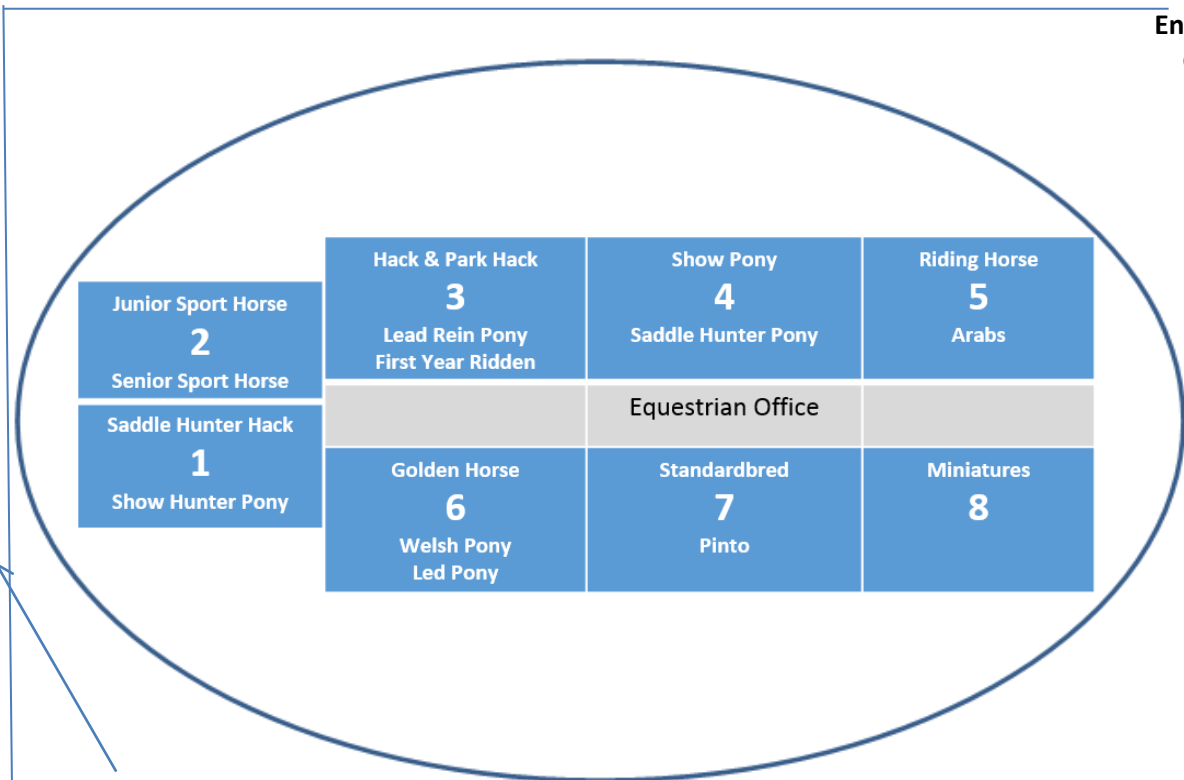 En
Hack & Park Hack
3
Lead Rein Pony
First Year Ridden
Show Pony
4
Saddle Hunter Pony
Riding Horse
5
Arabs
Junior Sport Horse
2
Senior Sport Horse
Saddle Hunter Hack
1
Show Hunter Pony
Equestrian Office
Golden Horse
6
Welsh Pony
Led Pony
Standardbred
7
Pinto
Miniatures
8